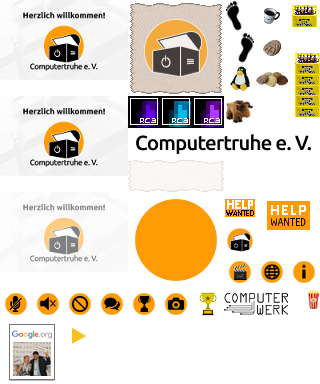 Herzlich willkommen!
Computertruhe e. V.
RC3 RC3 RC3
Herzlich willkommen!
Computertruhe e. V.
Computertruhe e. V.
Herzlich willkommen!
Computertruhe e. V.
HELP
WANTED
HELP
WANTED
COMPUTER
WERK
Google.org